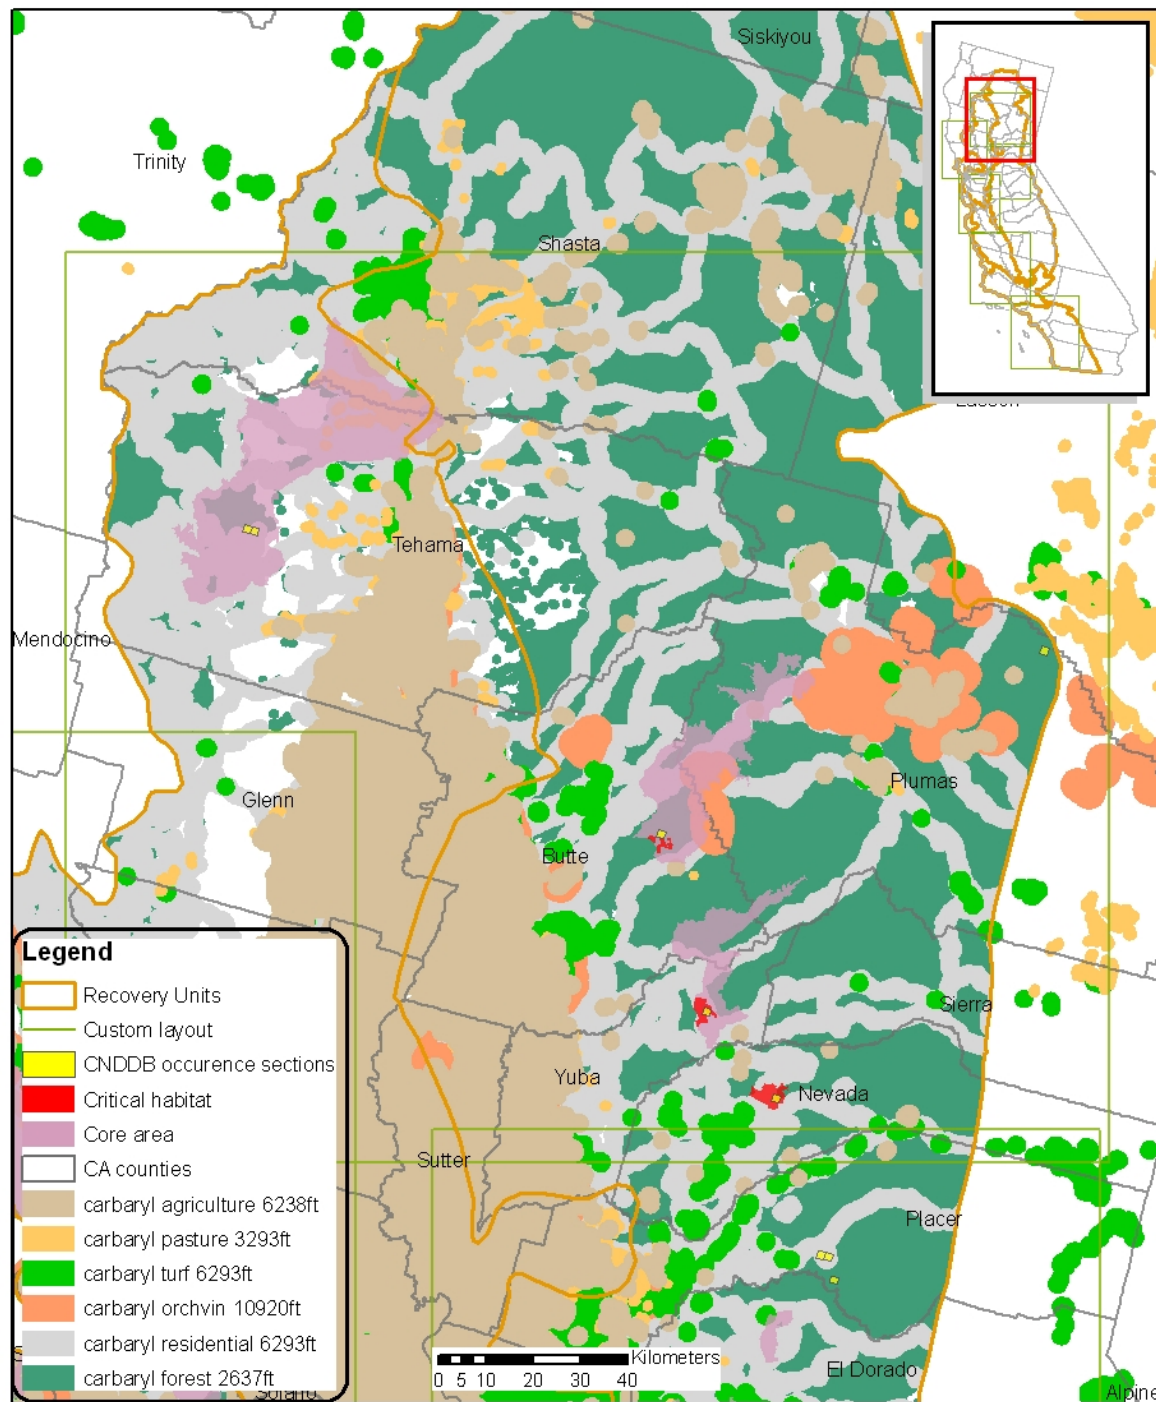 Siskiyou
Trinity
Shasta
Lassen
Tehama
Mendocino
Plumas
Glenn
Butte
Sierra
Yuba
Nevada
Sutter
Placer
El Dorado
Alpine
Solano
Legend
Recovery Units
Custom layout
CNDDB occurence sections
Critical habitat
Core area
CA counties
carbaryl agriculture 6238ft
carbaryl pasture 3293ft
carbaryl turf 6293ft
carbaryl orchvin 10920ft
carbaryl residential 6293ft
carbaryl forest 2637ft
Kilometers
0 5 10 20 30 40